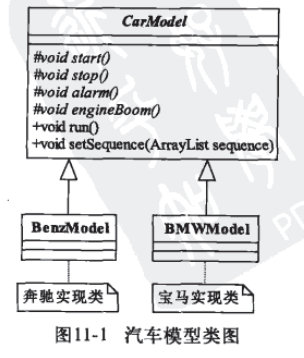 CarModel
#void start()
#void stop()
#void alarm()
#void engineBoom()
+void run()
+void setSequence(ArrayList sequence)
BenzModel
BMWModel
奔驰实现类
宝马实现类
图11-1 汽车模型类图